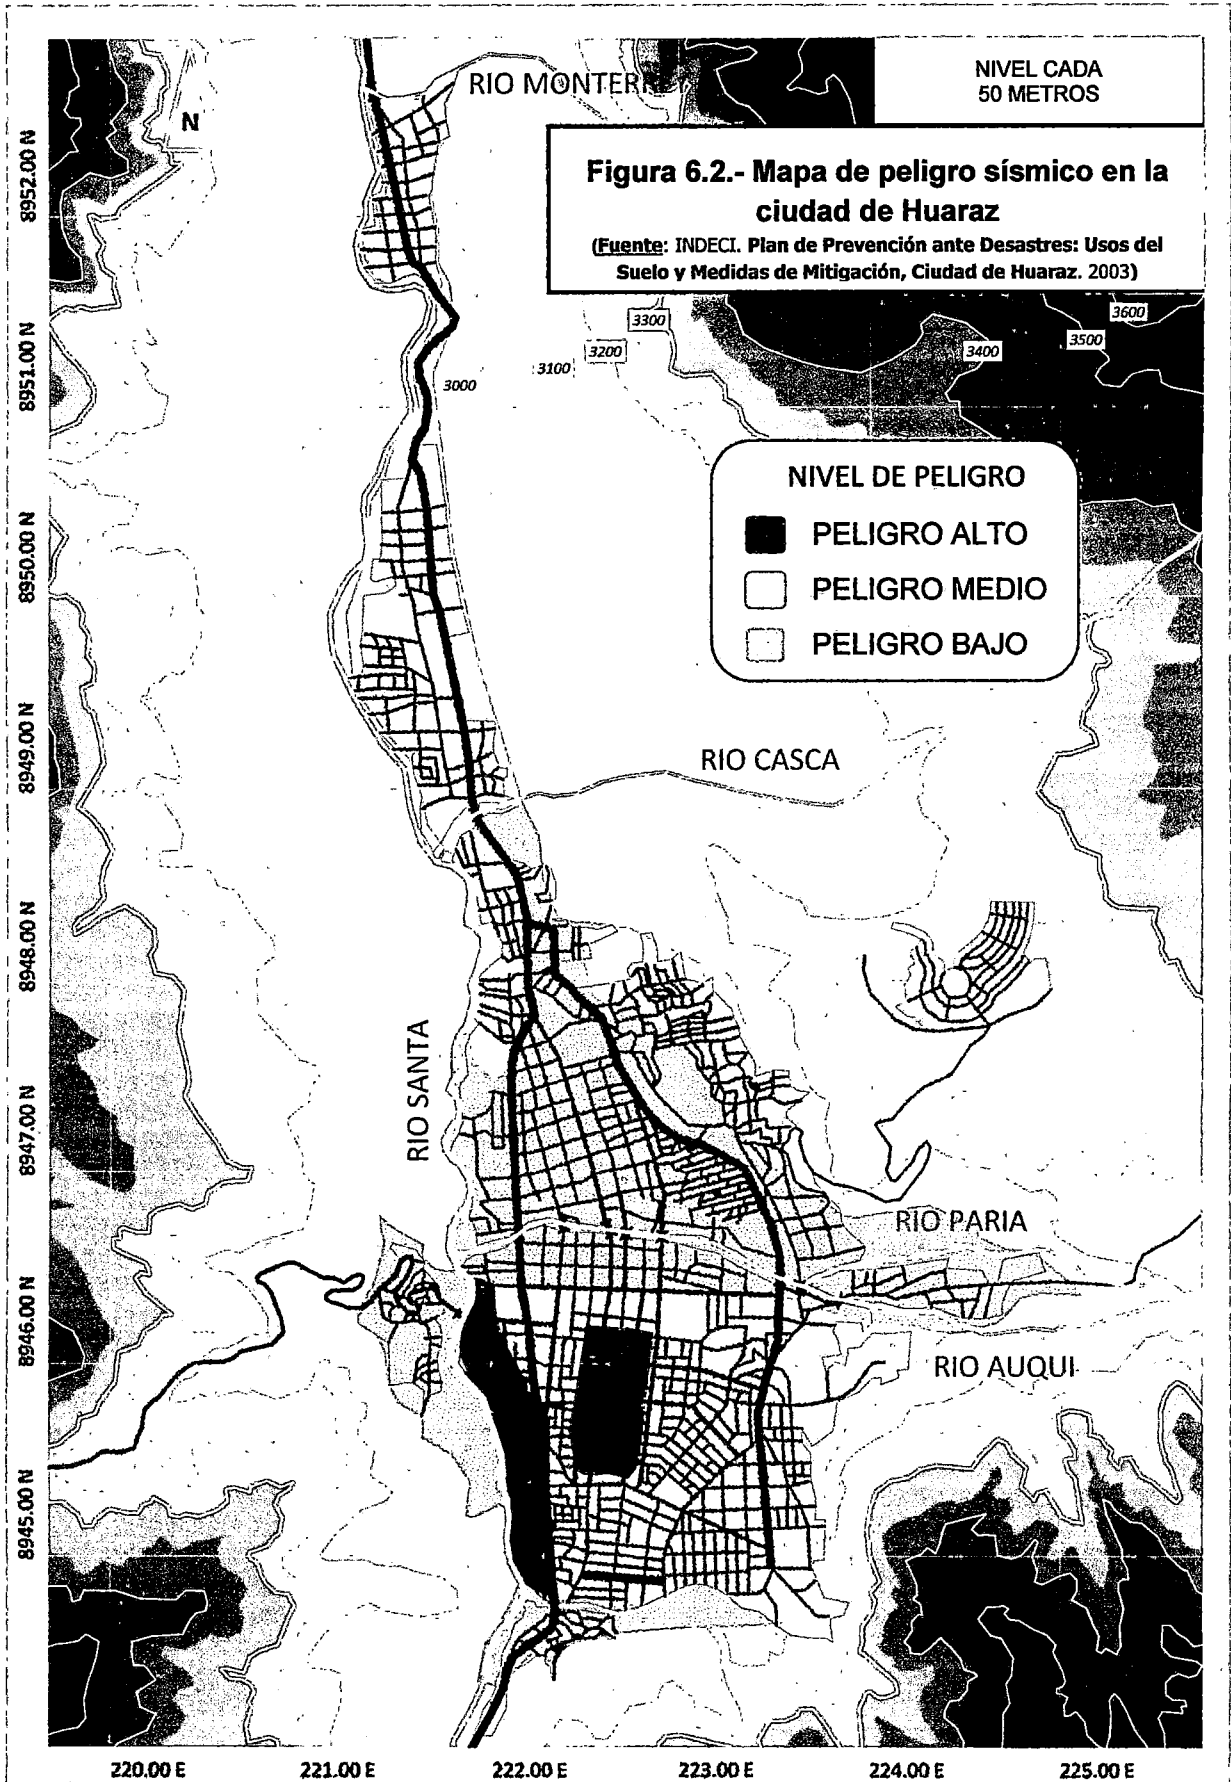 RIO MONTERR
NIVEL CADA
50 METROS
N
Figura 6.2.- Mapa de peligro sísmico en la
ciudad de Huaraz
(Fuente: INDECI. Plan de Prevención ante Desastres: Usos del
Suelo y Medidas de Mitigación, Ciudad de Huaraz. 2003)
3300
3600
3200
3500
3400
3100
3000
NIVEL DE PELIGRO
PELIGRO ALTO
PELIGRO MEDIO
PELIGRO BAJO
RIO CASCA
RIO SANTA
RIO PARIA
RIO AUQUI
8952.00 N
8951.00 N
8950.00 N
8949.00 N
8948.00 N
8947.00 N
8946.00 N
8945.00 N
220.00 E
221.00 E
222.00 E
223.00 E
224.00 E
225.00 E